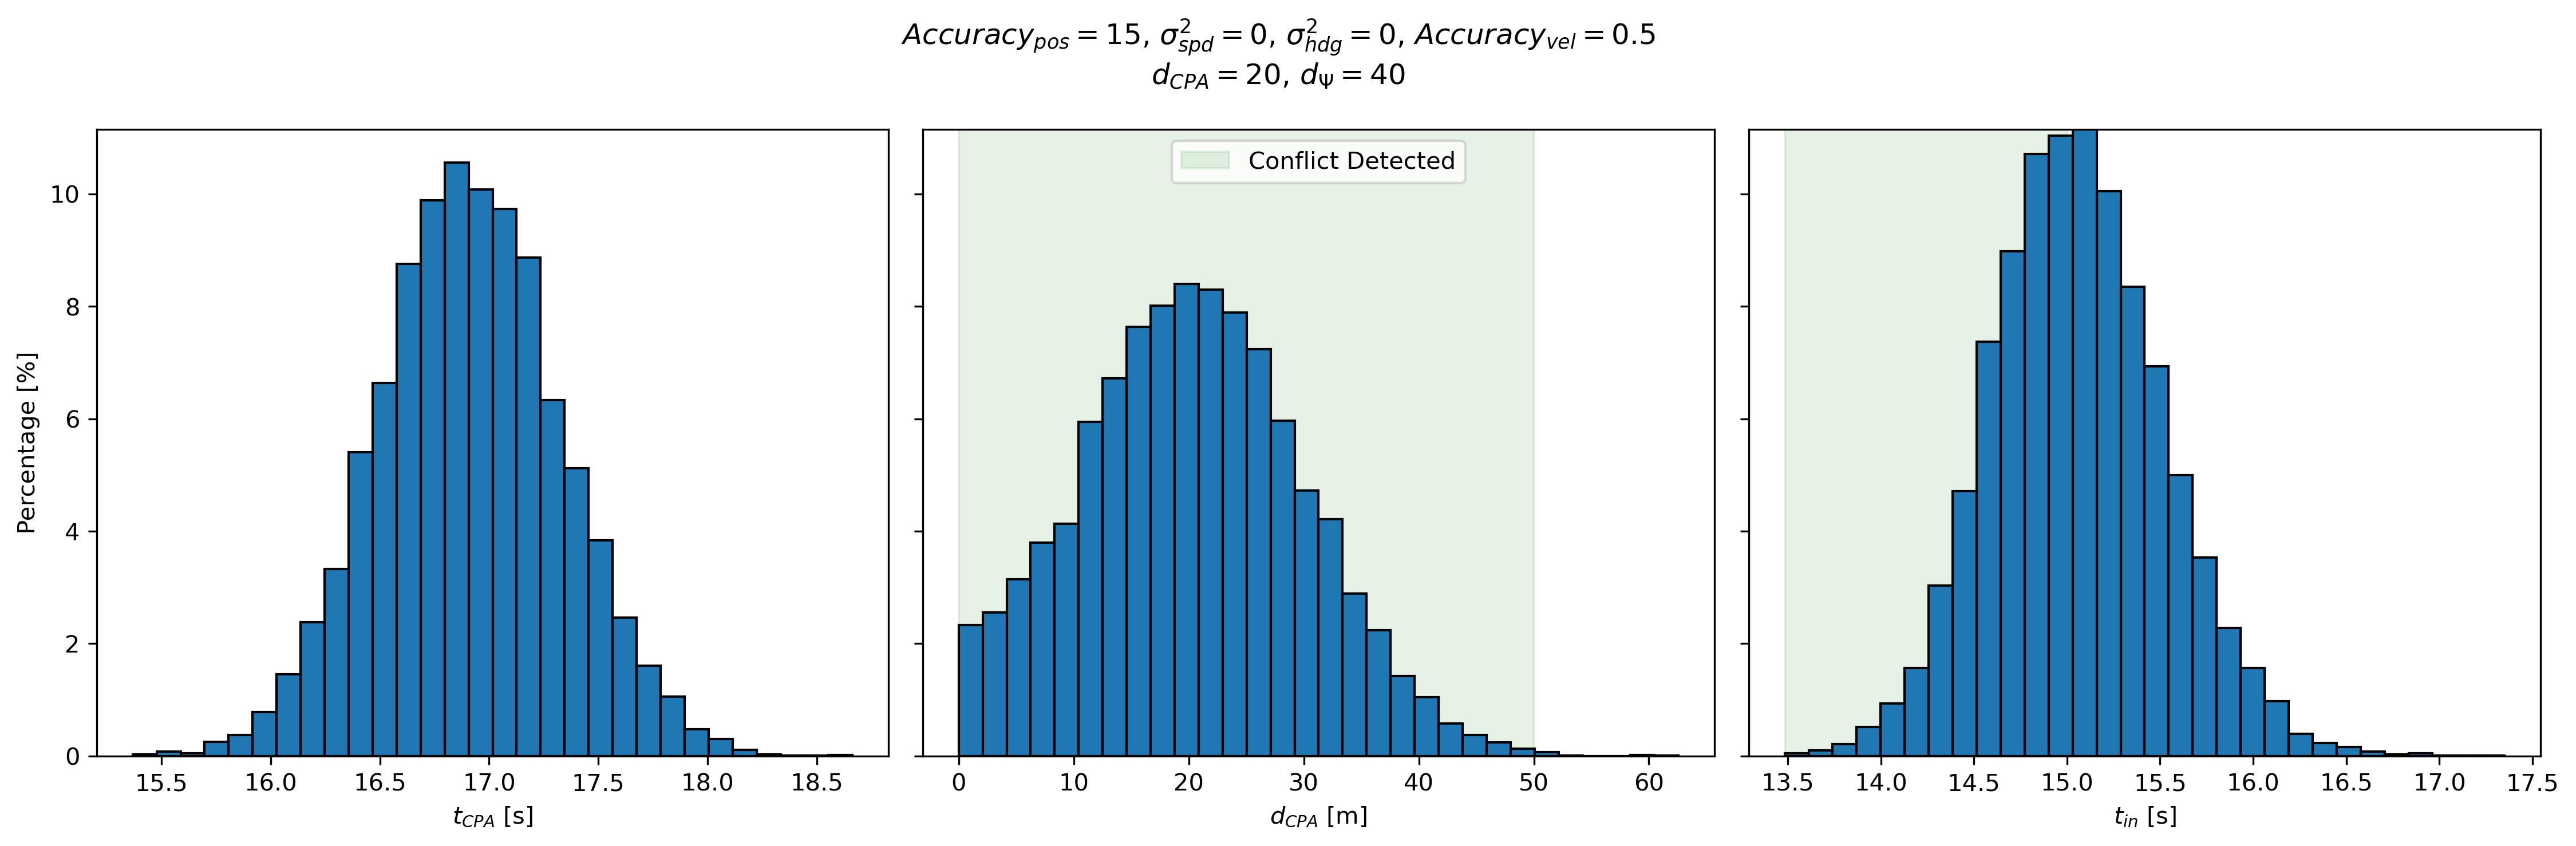 Accuracy_pos = 15, σ²_spd = 0, σ²_hdg = 0, Accuracy_vel = 0.5
d_CPA = 20, d_Ψ = 40
Percentage [%]
10
8
6
4
2
0
15.5 16.0 16.5 17.0 17.5 18.0 18.5
t_CPA [s]
Conflict Detected
0 10 20 30 40 50 60
d_CPA [m]
13.5 14.0 14.5 15.0 15.5 16.0 16.5 17.0 17.5
t_in [s]